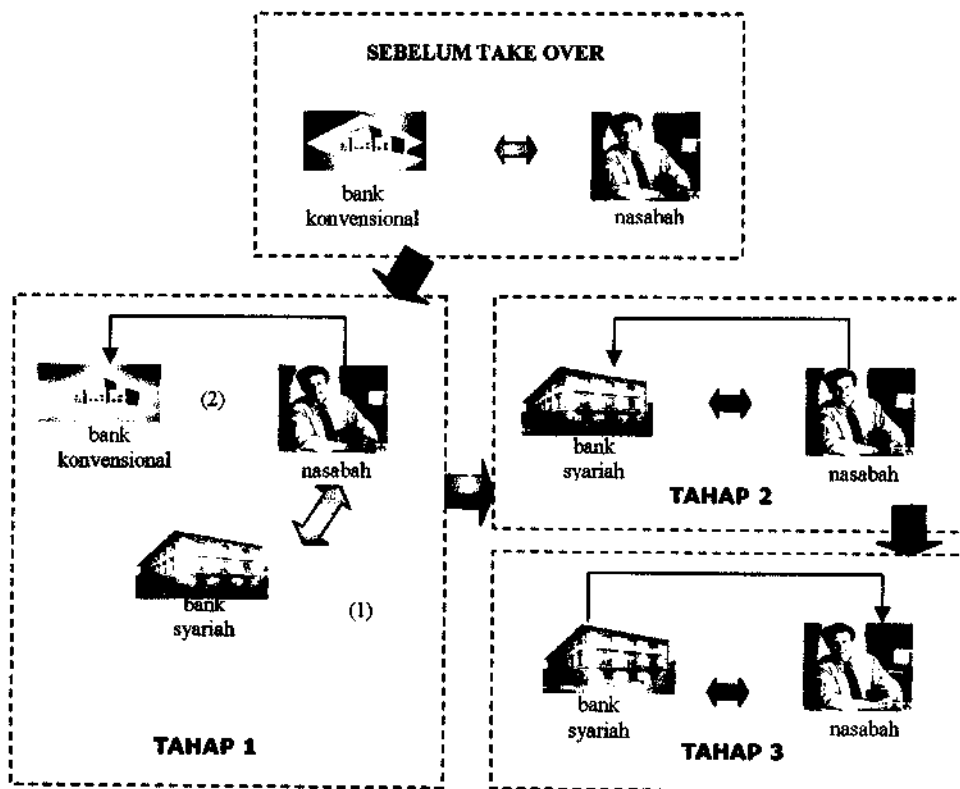 SEBELUM TAKE OVER
bank
konvensional
nasabah
(2)
bank
konvensional
nasabah
bank
syariah
(1)
TAHAP 1
bank
syariah
nasabah
TAHAP 2
bank
syariah
nasabah
TAHAP 3